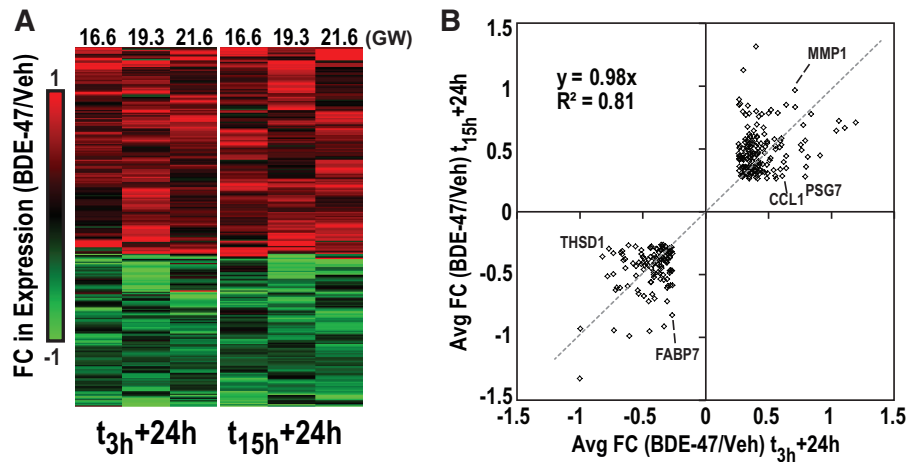 A
16.6 19.3 21.6 16.6 19.3 21.6 (GW)
FC in Expression (BDE-47/Veh)
1
-1
t3h+24h t15h+24h
B
Avg FC (BDE-47/Veh) t15h+24h
1.5
1
0.5
0
-0.5
-1
-1.5
y = 0.98x
R² = 0.81
MMP1
CCL1
PSG7
THSD1
FABP7
-1.5 -1 -0.5 0 0.5 1 1.5
Avg FC (BDE-47/Veh) t3h+24h